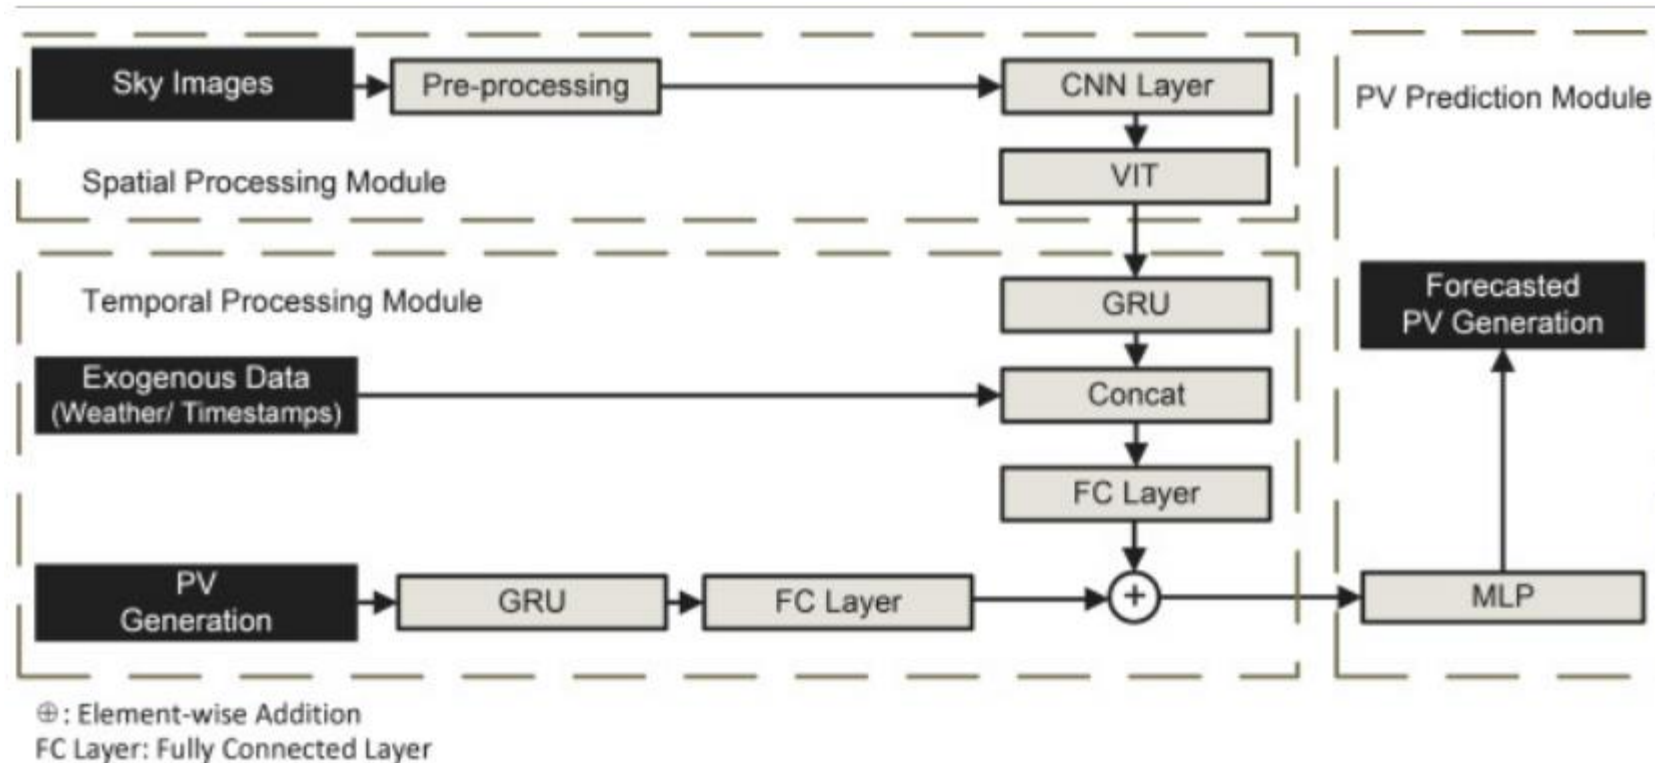 Sky Images
Pre-processing
CNN Layer
PV Prediction Module
Spatial Processing Module
VIT
Temporal Processing Module
GRU
Forecasted
PV Generation
Exogenous Data
(Weather/ Timestamps)
Concat
FC Layer
PV
Generation
GRU
FC Layer
+
MLP
⊕: Element-wise Addition
FC Layer: Fully Connected Layer